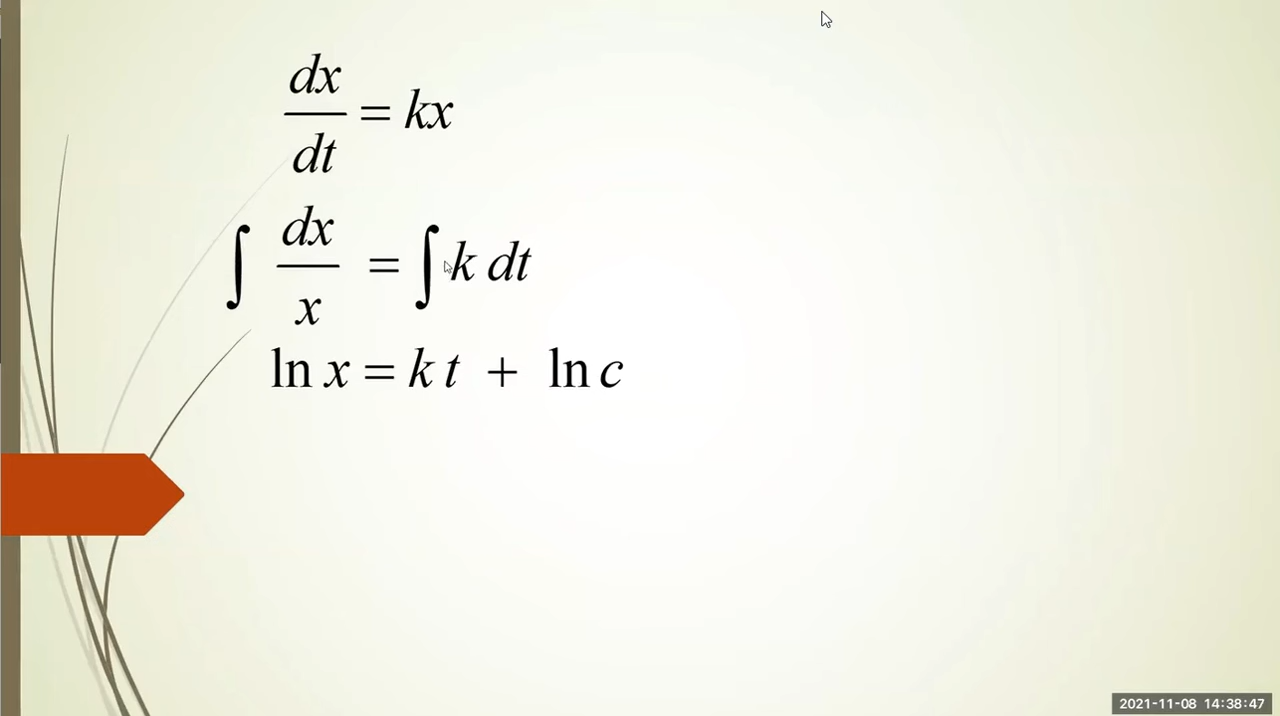 dx/dt = kx
∫ dx/x = ∫ k dt
ln x = k t + ln c
2021-11-08 14:38:47